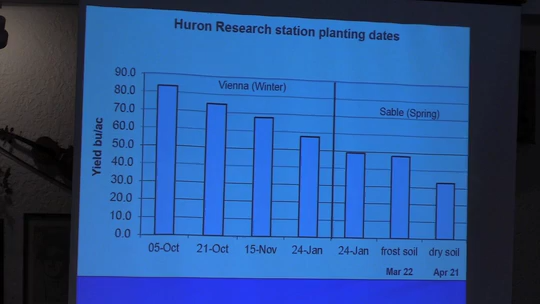 Huron Research station planting dates
Vienna (Winter)
Sable (Spring)
Yield bu/ac
90.0
80.0
70.0
60.0
50.0
40.0
30.0
20.0
10.0
0.0
05-Oct 21-Oct 15-Nov 24-Jan 24-Jan frost soil dry soil
Mar 22 Apr 21